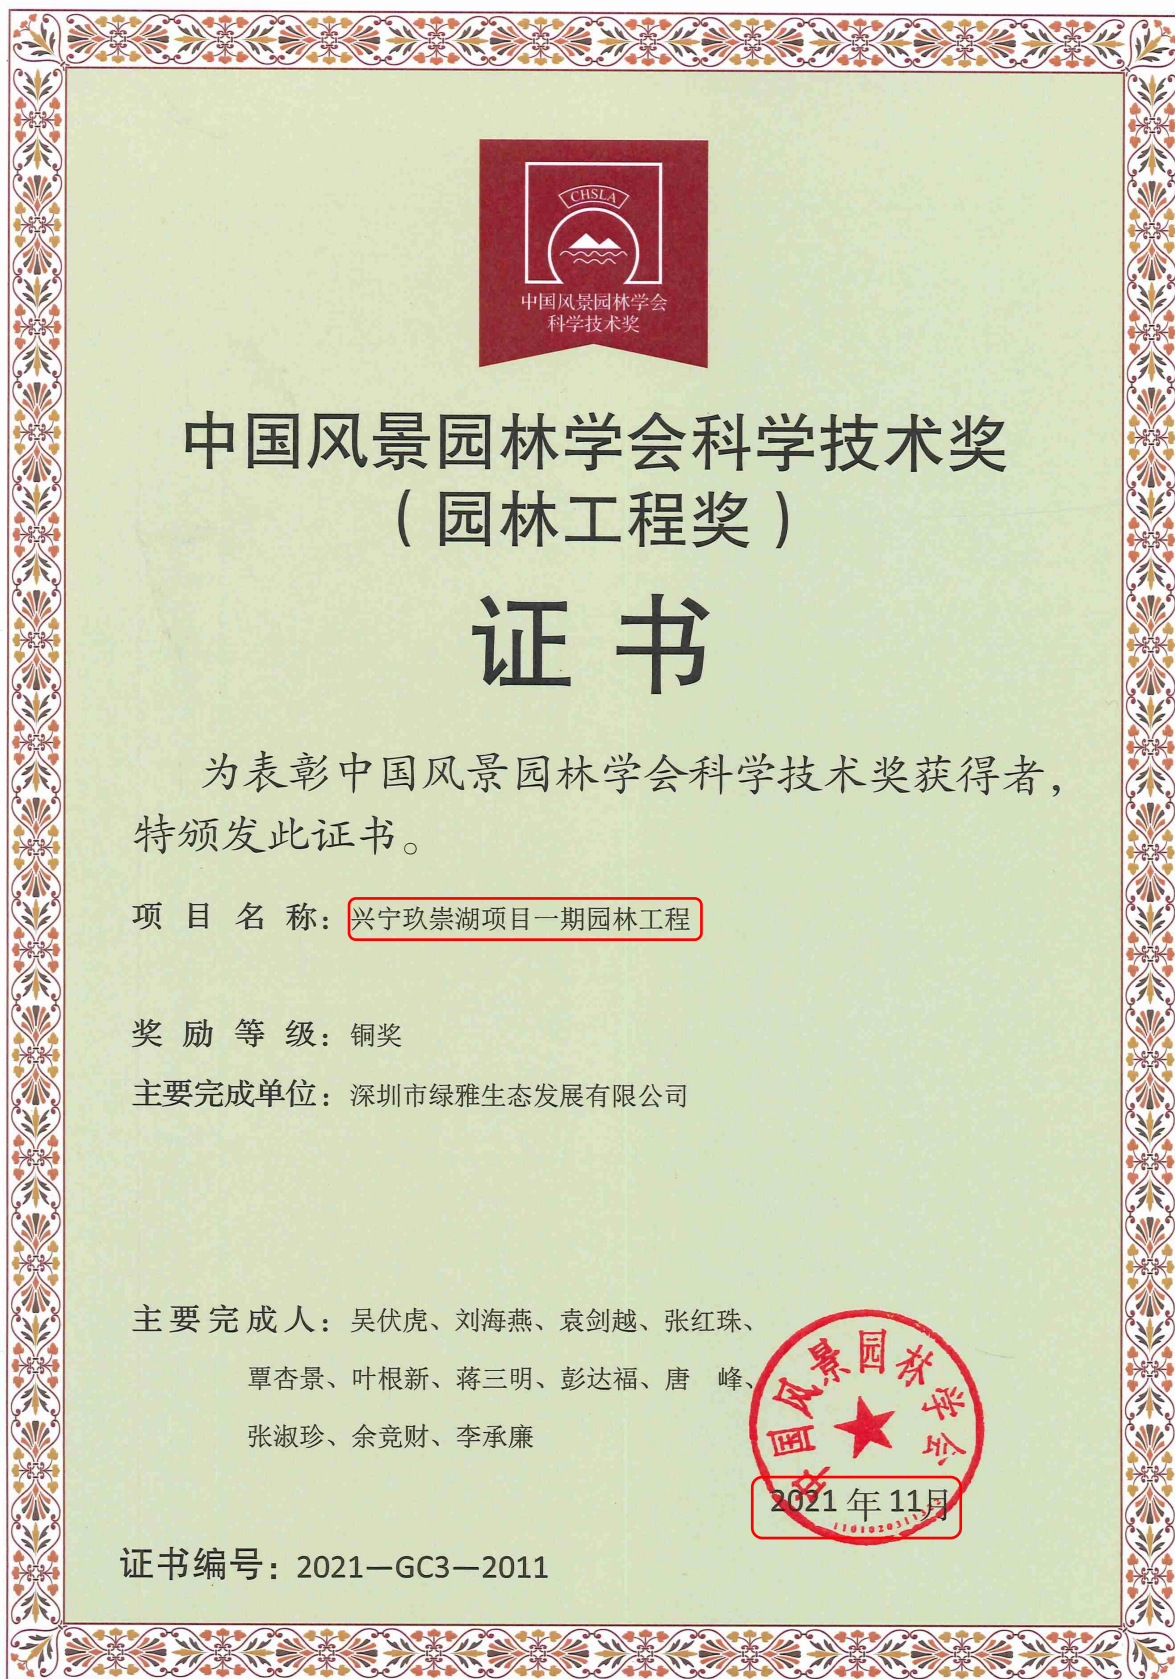 CHSLA
中国风景园林学会
科学技术奖
中国风景园林学会科学技术奖
（园林工程奖）
证书
为表彰中国风景园林学会科学技术奖获得者，
特颁发此证书。
项目名称：兴宁玖崇湖项目一期园林工程
奖励等级：铜奖
主要完成单位：深圳市绿雅生态发展有限公司
主要完成人：吴伏虎、刘海燕、袁剑越、张红珠、
覃杏景、叶根新、蒋三明、彭达福、唐　峰、
张淑珍、余竞财、李承廉
中国风景园林学会
2021年11月
证书编号：2021—GC3—2011